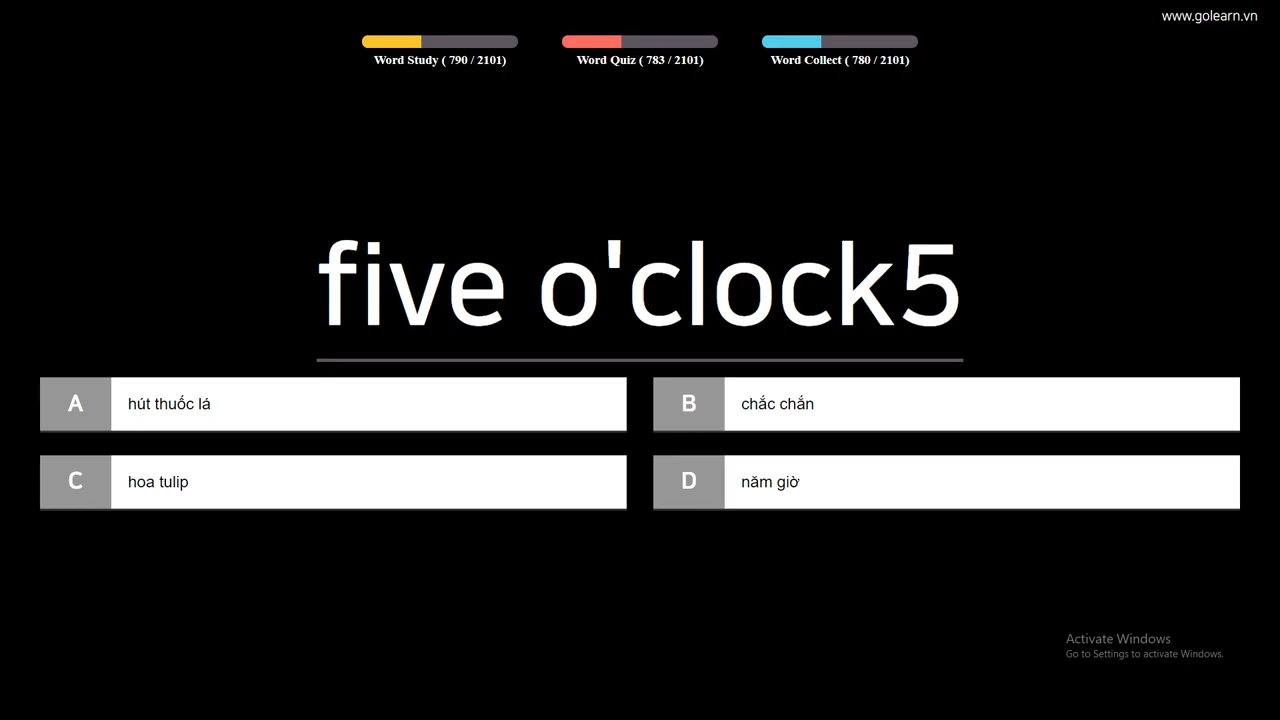 www.golearn.vn
Word Study ( 790 / 2101)
Word Quiz ( 783 / 2101)
Word Collect ( 780 / 2101)
five o'clock5
A hút thuốc lá
B chắc chắn
C hoa tulip
D năm giờ
Activate Windows
Go to Settings to activate Windows.